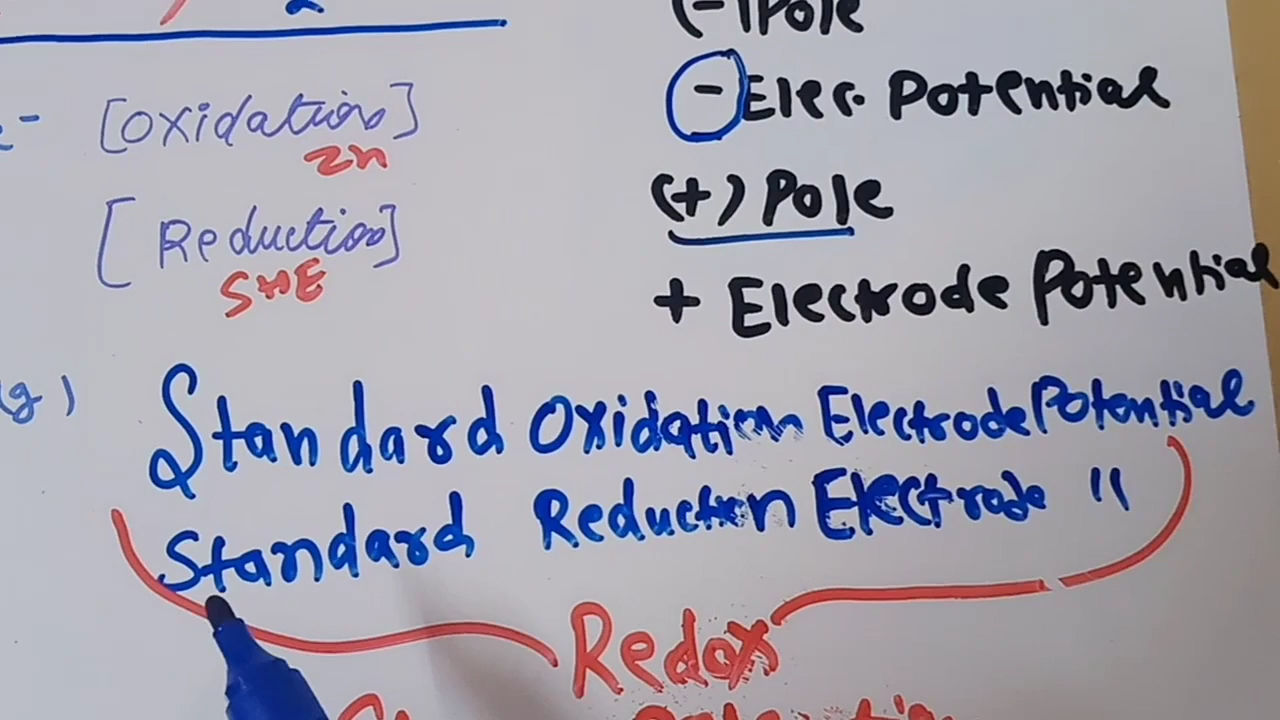 (-) Pole
- Elec. Potential
[Oxidation]
Zn
[Reduction]
SHE
(+) Pole
+ Electrode Potential
(g)
Standard Oxidation Electrode Potential
Standard Reduction Electrode "
Redox